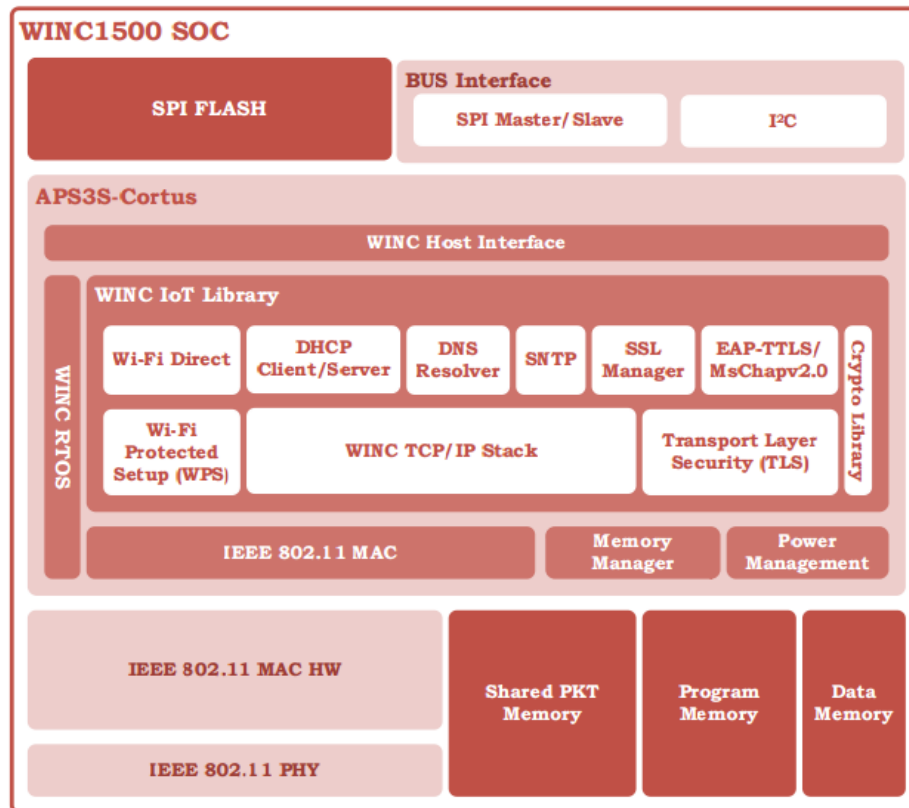 WINC1500 SOC
SPI FLASH
BUS Interface
SPI Master/Slave
I²C
APS3S-Cortus
WINC Host Interface
WINC RTOS
WINC IoT Library
Wi-Fi Direct
DHCP
Client/Server
DNS
Resolver
SNTP
SSL
Manager
EAP-TTLS/
MsChapv2.0
Crypto Library
Wi-Fi
Protected
Setup (WPS)
WINC TCP/IP Stack
Transport Layer
Security (TLS)
IEEE 802.11 MAC
Memory
Manager
Power
Management
IEEE 802.11 MAC HW
IEEE 802.11 PHY
Shared PKT
Memory
Program
Memory
Data
Memory